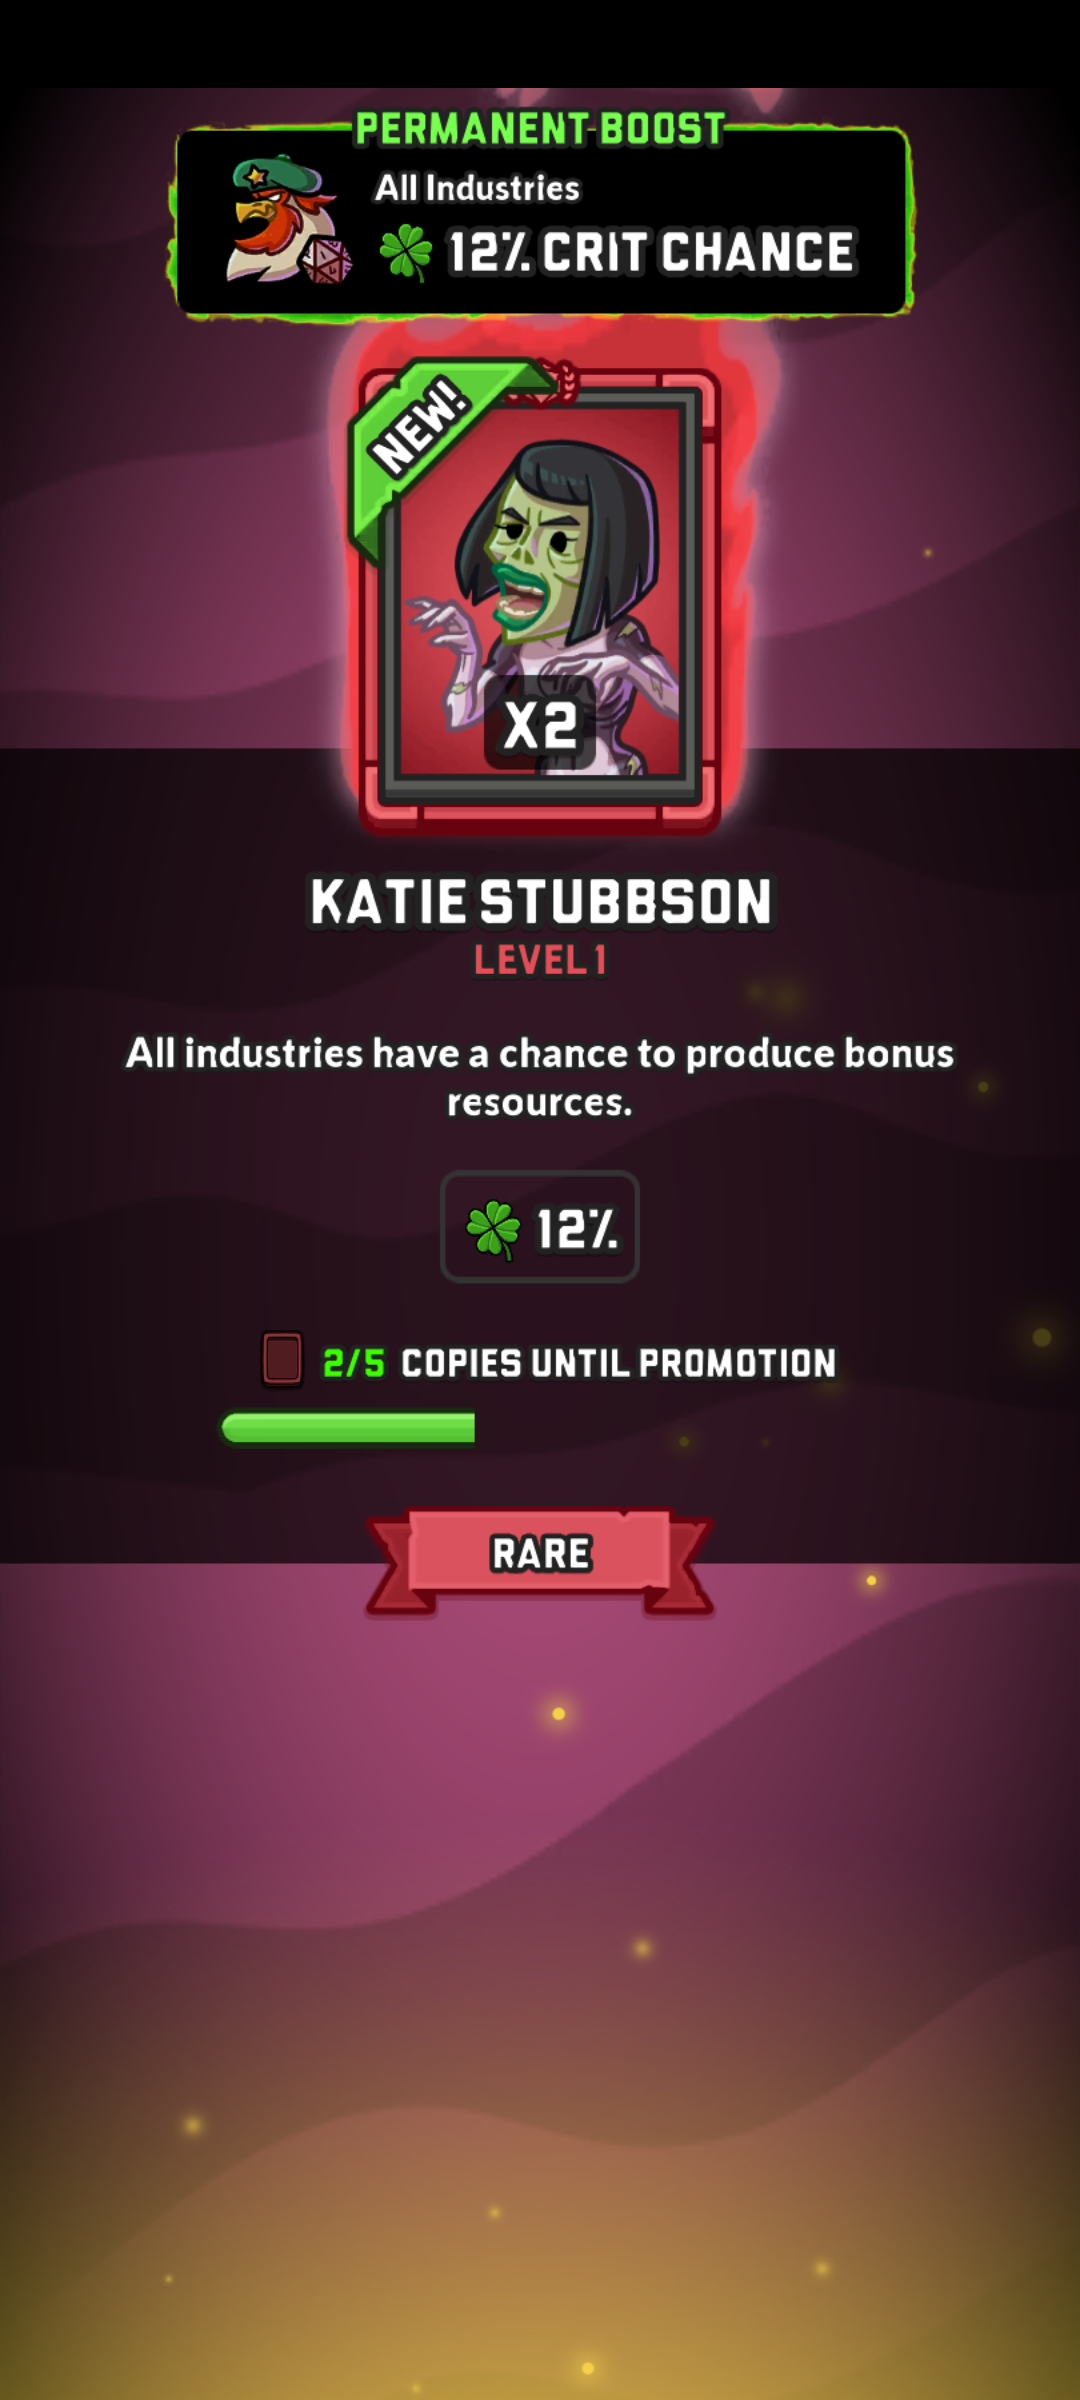 PERMANENT BOOST
All Industries
12% CRIT CHANCE
NEW!
X2
KATIE STUBBSON
LEVEL 1
All industries have a chance to produce bonus
resources.
12%
2/5 COPIES UNTIL PROMOTION
RARE